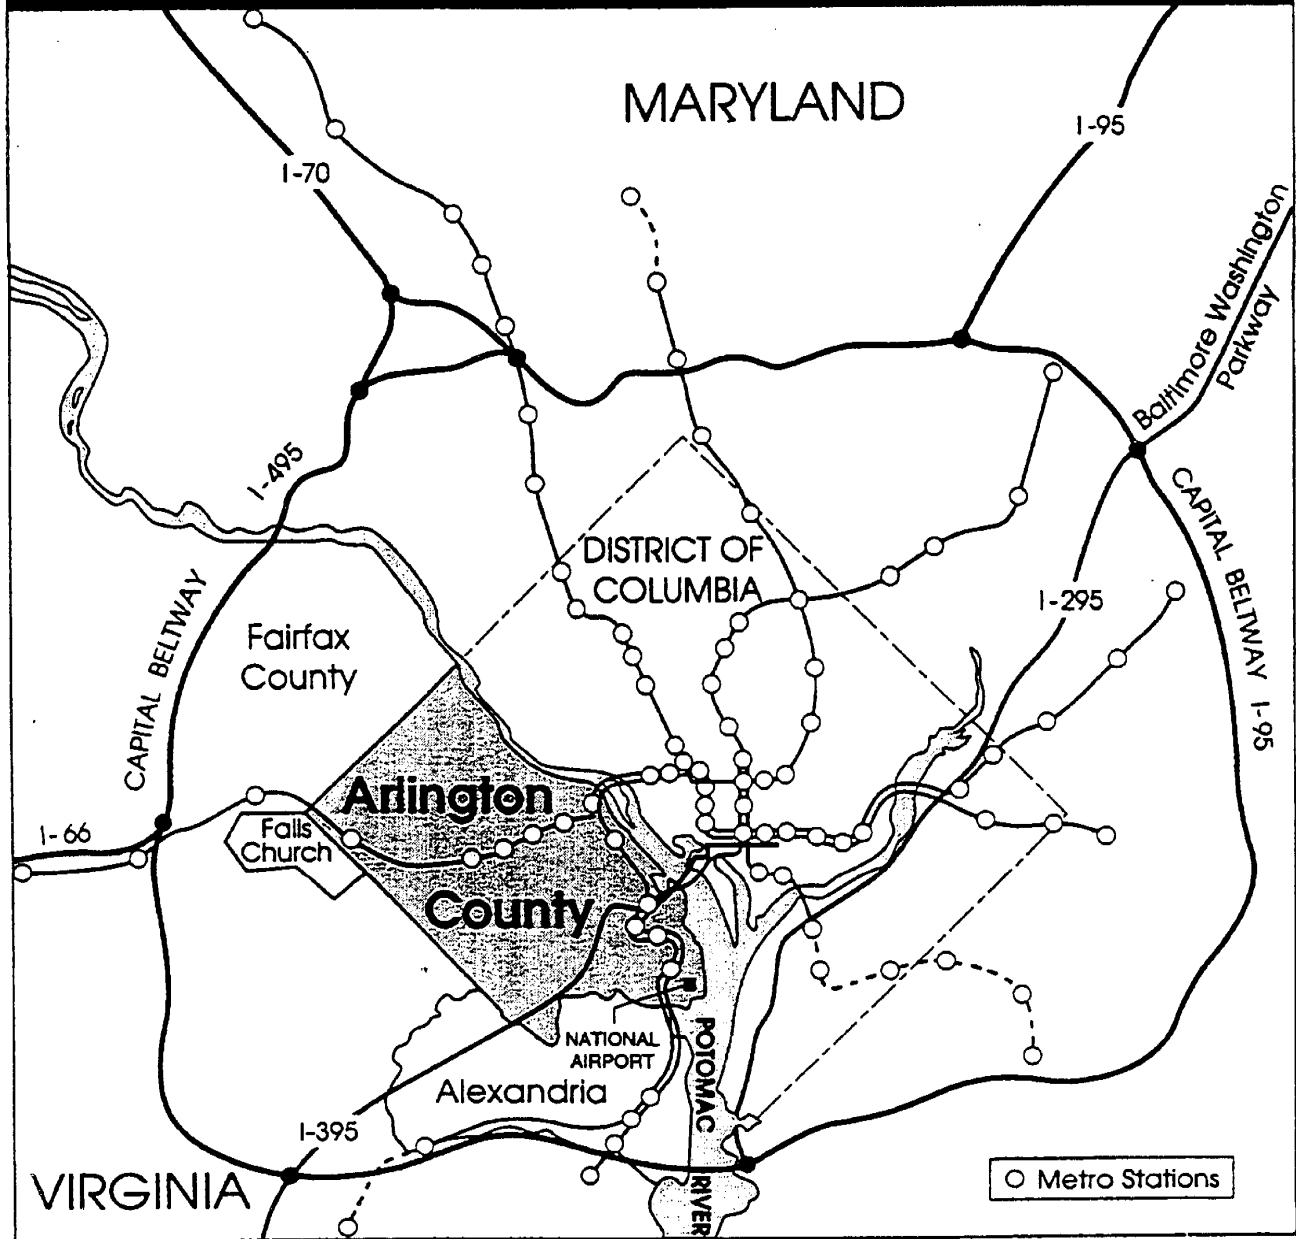 MARYLAND
I-95
I-70
Baltimore Washington
Parkway
I-495
CAPITAL BELTWAY I-95
DISTRICT OF
COLUMBIA
I-295
CAPITAL BELTWAY
Fairfax
County
Arlington
I-66
Falls
Church
County
NATIONAL
AIRPORT
POTOMAC RIVER
Alexandria
I-395
VIRGINIA
Metro Stations